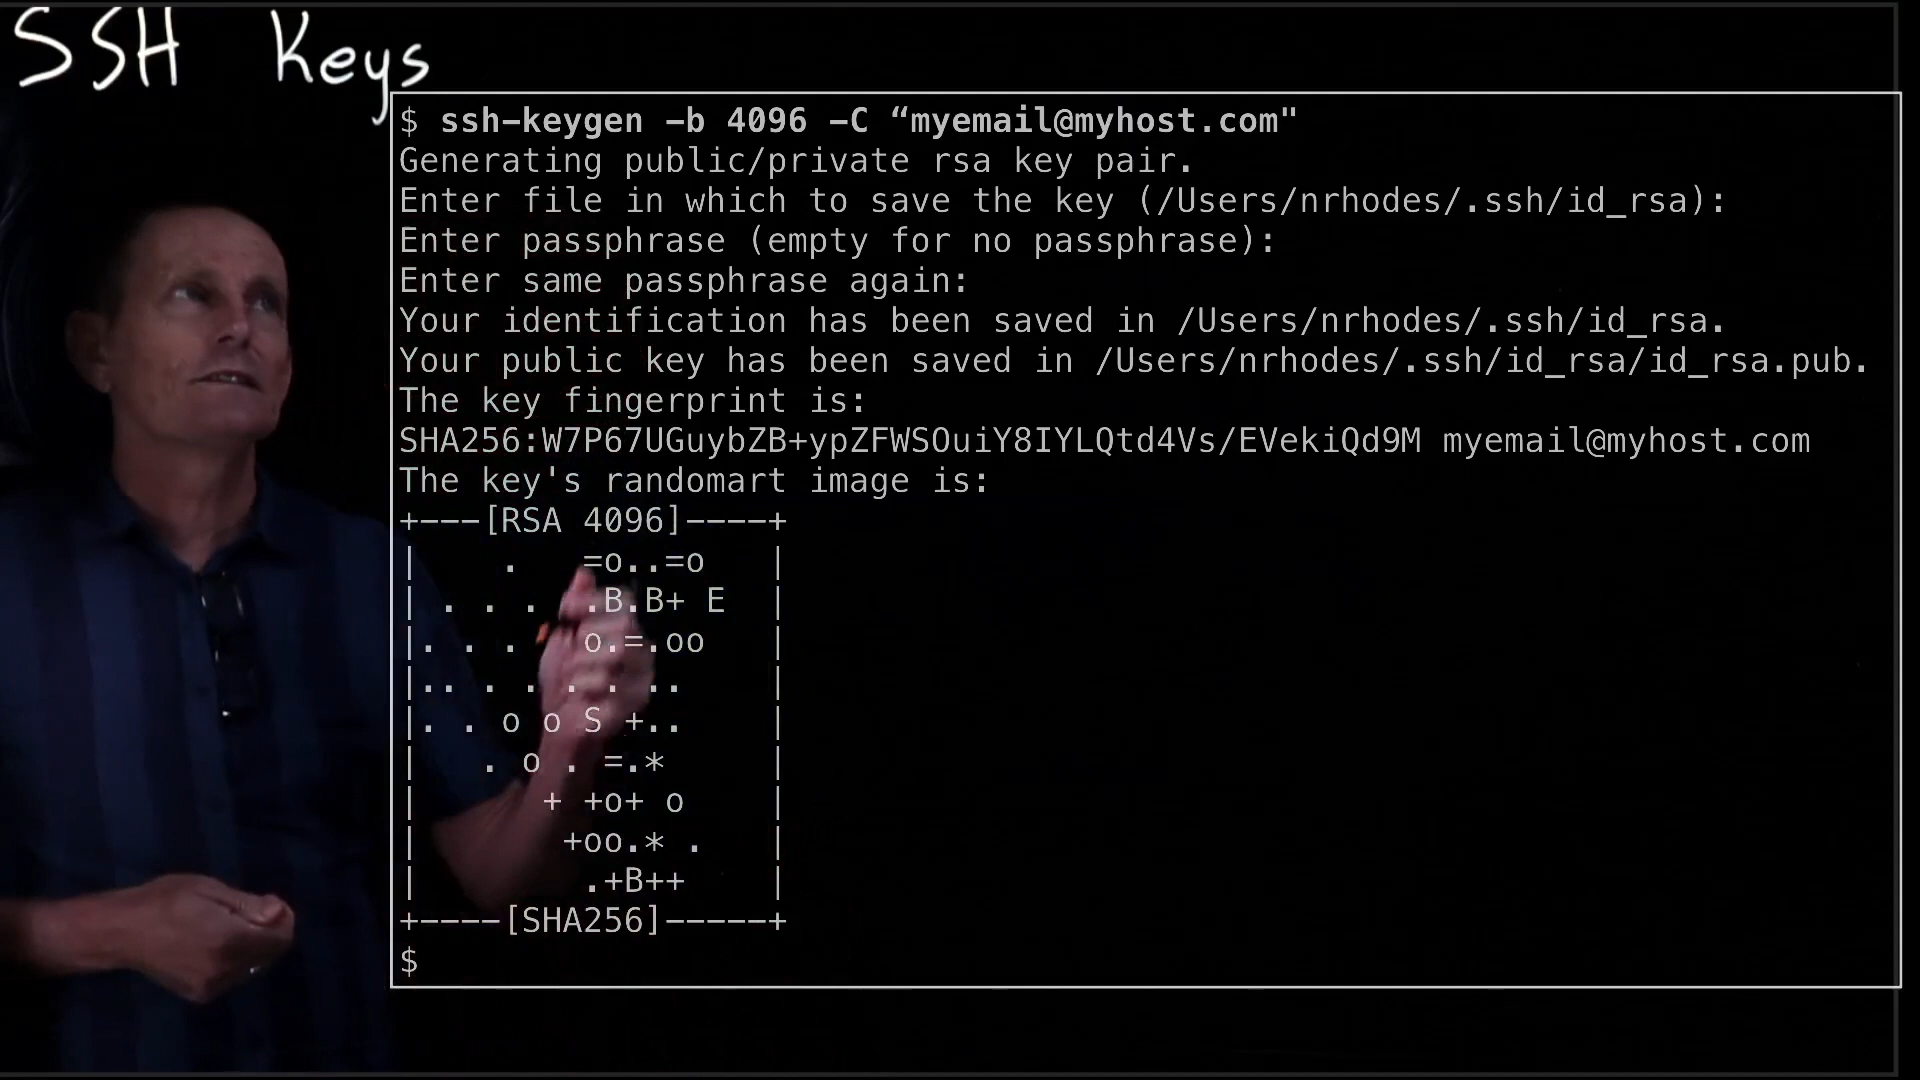 SSH Keys
$ ssh-keygen -b 4096 -C “myemail@myhost.com"
Generating public/private rsa key pair.
Enter file in which to save the key (/Users/nrhodes/.ssh/id_rsa):
Enter passphrase (empty for no passphrase):
Enter same passphrase again:
Your identification has been saved in /Users/nrhodes/.ssh/id_rsa.
Your public key has been saved in /Users/nrhodes/.ssh/id_rsa/id_rsa.pub.
The key fingerprint is:
SHA256:W7P67UGuybZB+ypZFWSOuiY8IYLQtd4Vs/EVekiQd9M myemail@myhost.com
The key's randomart image is:
+---[RSA 4096]----+
|    .   =o..=o   |
| . . .  .B.B+ E  |
|. . .   o.=.oo   |
|.. . . . . ..    |
|. . o o S +..    |
|   . o . =.*     |
|      + +o+ o    |
|       +oo.* .   |
|        .+B++    |
+----[SHA256]-----+
$